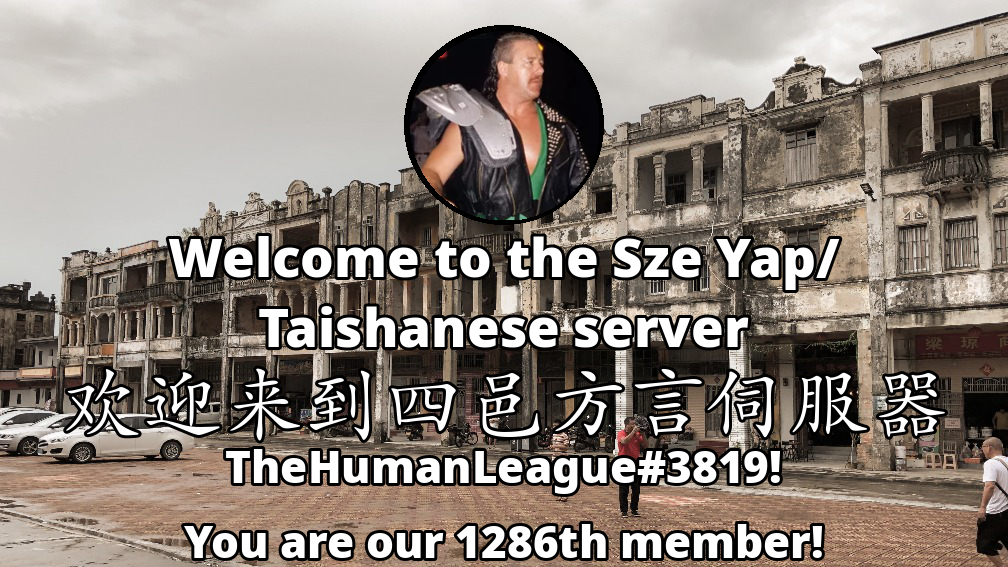 Welcome to the Sze Yap/
Taishanese server
欢迎来到四邑方言伺服器
TheHumanLeague#3819!
You are our 1286th member!